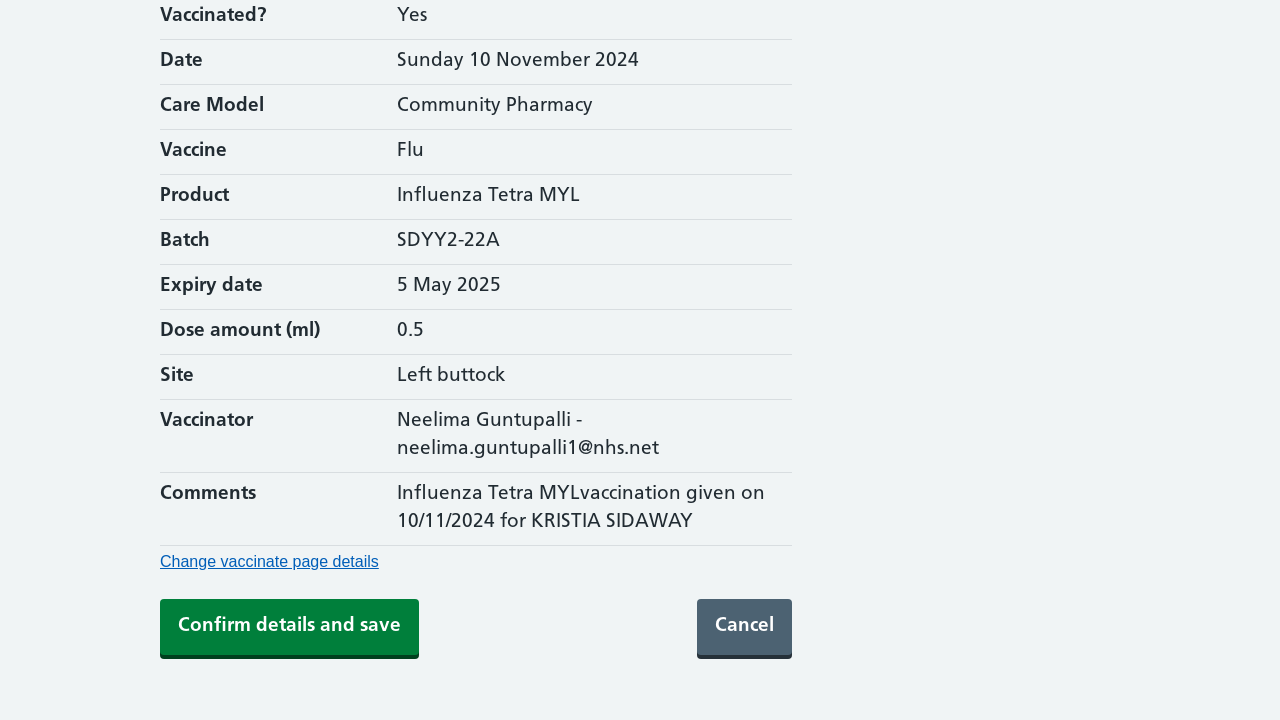 Vaccinated? Yes
Date Sunday 10 November 2024
Care Model Community Pharmacy
Vaccine Flu
Product Influenza Tetra MYL
Batch SDYY2-22A
Expiry date 5 May 2025
Dose amount (ml) 0.5
Site Left buttock
Vaccinator Neelima Guntupalli -
neelima.guntupalli1@nhs.net
Comments Influenza Tetra MYLvaccination given on
10/11/2024 for KRISTIA SIDAWAY
Change vaccinate page details
Confirm details and save Cancel